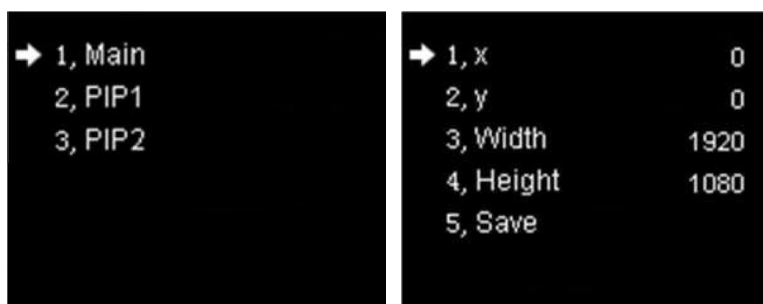 1, Main
2, PIP1
3, PIP2
1, x 0
2, y 0
3, Width 1920
4, Height 1080
5, Save